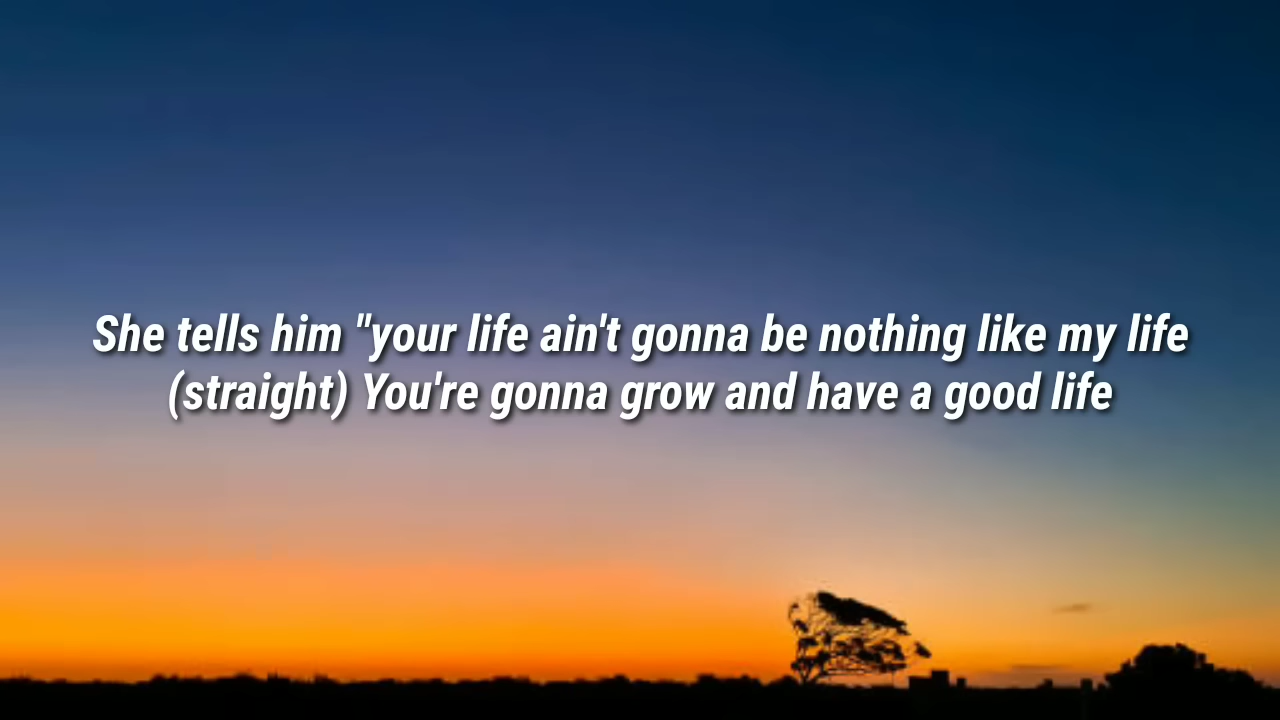 She tells him "your life ain't gonna be nothing like my life
(straight) You're gonna grow and have a good life